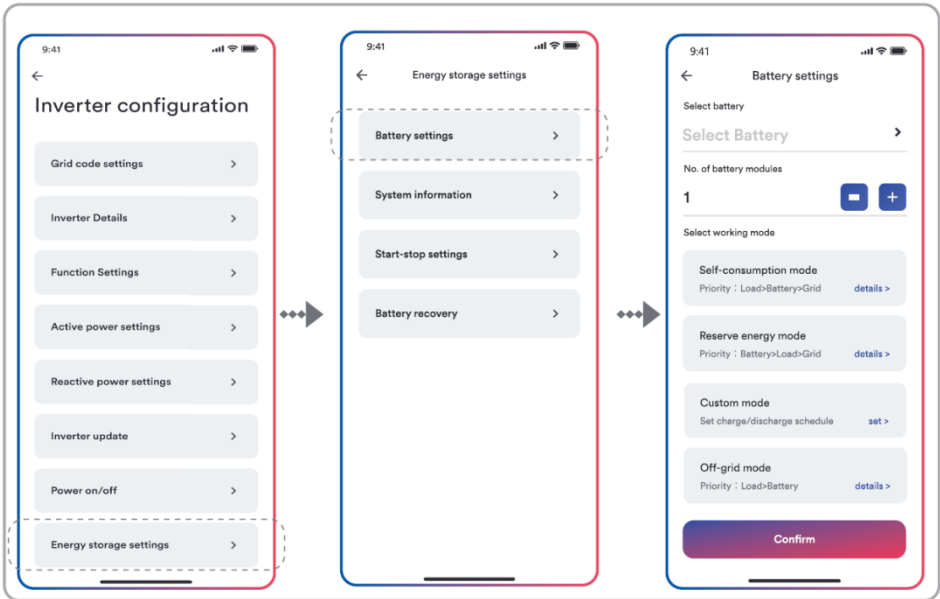 9:41
Inverter configuration
Grid code settings
Inverter Details
Function Settings
Active power settings
Reactive power settings
Inverter update
Power on/off
Energy storage settings
9:41
Energy storage settings
Battery settings
System information
Start-stop settings
Battery recovery
9:41
Battery settings
Select battery
Select Battery
No. of battery modules
1
Select working mode
Self-consumption mode
Priority：Load>Battery>Grid details >
Reserve energy mode
Priority：Battery>Load>Grid details >
Custom mode
Set charge/discharge schedule set >
Off-grid mode
Priority：Load>Battery details >
Confirm